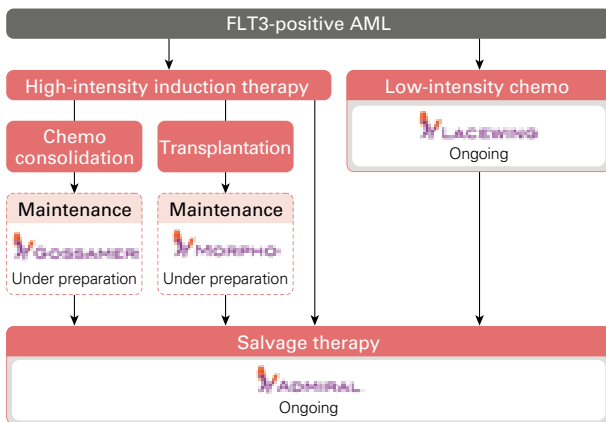 FLT3-positive AML
High-intensity induction therapy
Low-intensity chemo
LACEWING
Ongoing
Chemo
consolidation
Transplantation
Maintenance
GOSSAMER
Under preparation
Maintenance
MORPHO
Under preparation
Salvage therapy
ADMIRAL
Ongoing